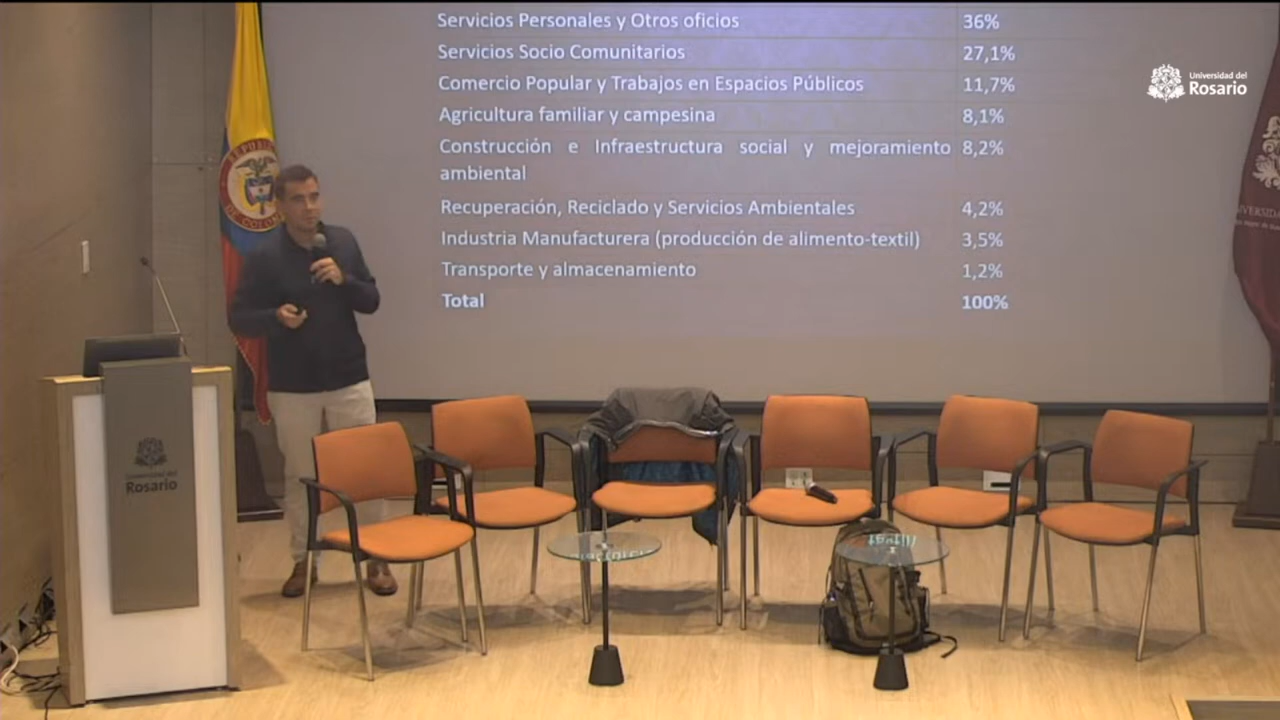 Servicios Personales y Otros oficios 36%
Servicios Socio Comunitarios 27,1%
Comercio Popular y Trabajos en Espacios Públicos 11,7%
Agricultura familiar y campesina 8,1%
Construcción e Infraestructura social y mejoramiento 8,2%
ambiental
Recuperación, Reciclado y Servicios Ambientales 4,2%
Industria Manufacturera (producción de alimento-textil) 3,5%
Transporte y almacenamiento 1,2%
Total 100%
Universidad del
Rosario
Universidad del
Rosario